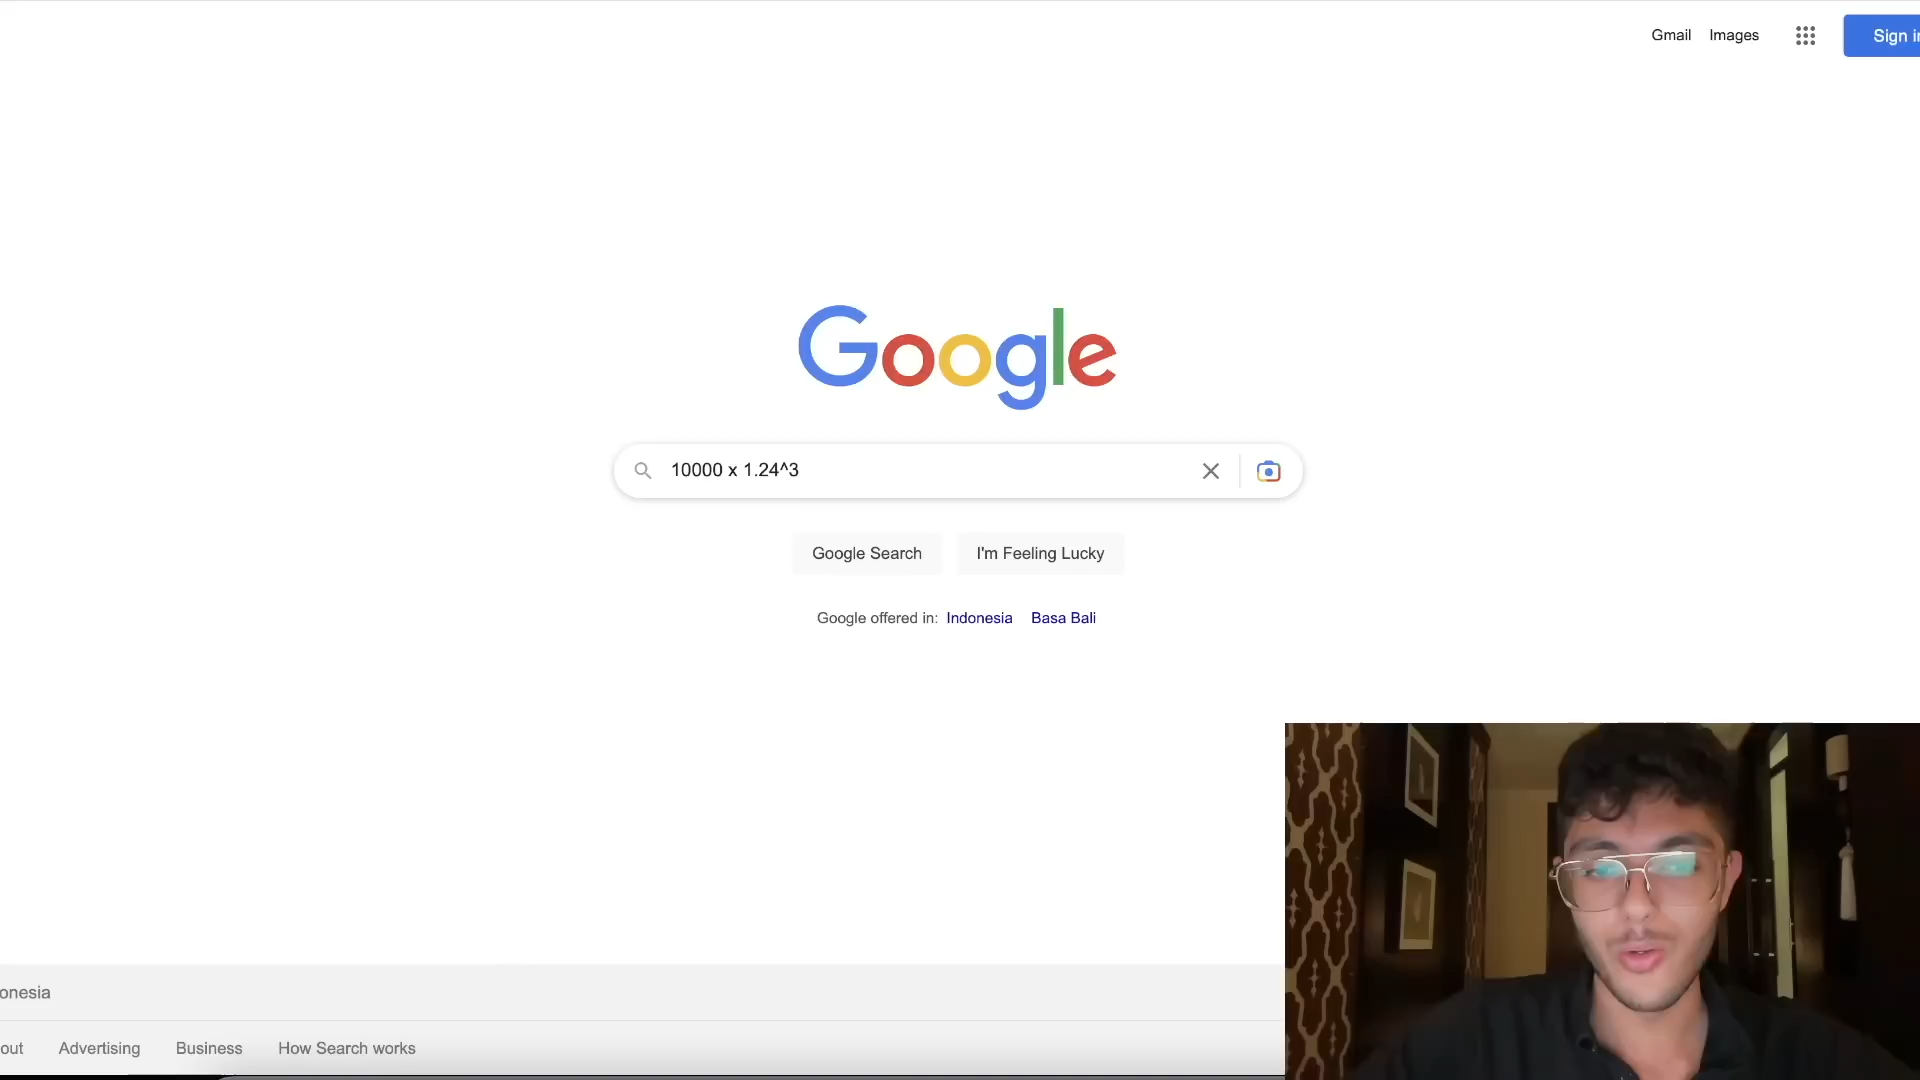 Gmail Images
Sign in
Google
10000 x 1.24^3
Google Search I'm Feeling Lucky
Google offered in: Indonesia Basa Bali
onesia
out Advertising Business How Search works